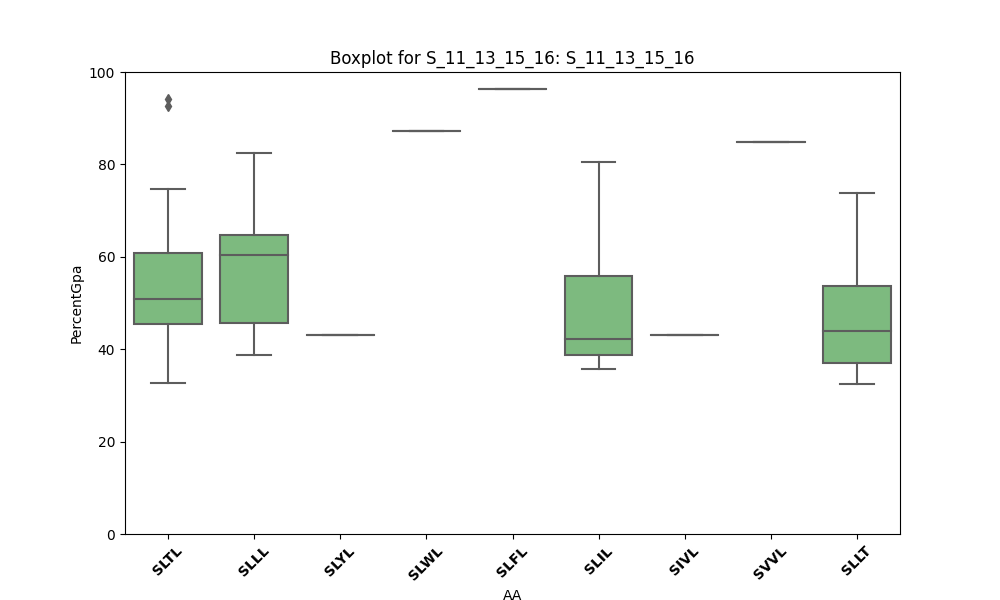 Boxplot for S_11_13_15_16: S_11_13_15_16
100
80
60
40
20
0
PercentGpa
SLTL SLLL SLYL SLWL SLFL SLIL SIVL SVVL SLLT
AA